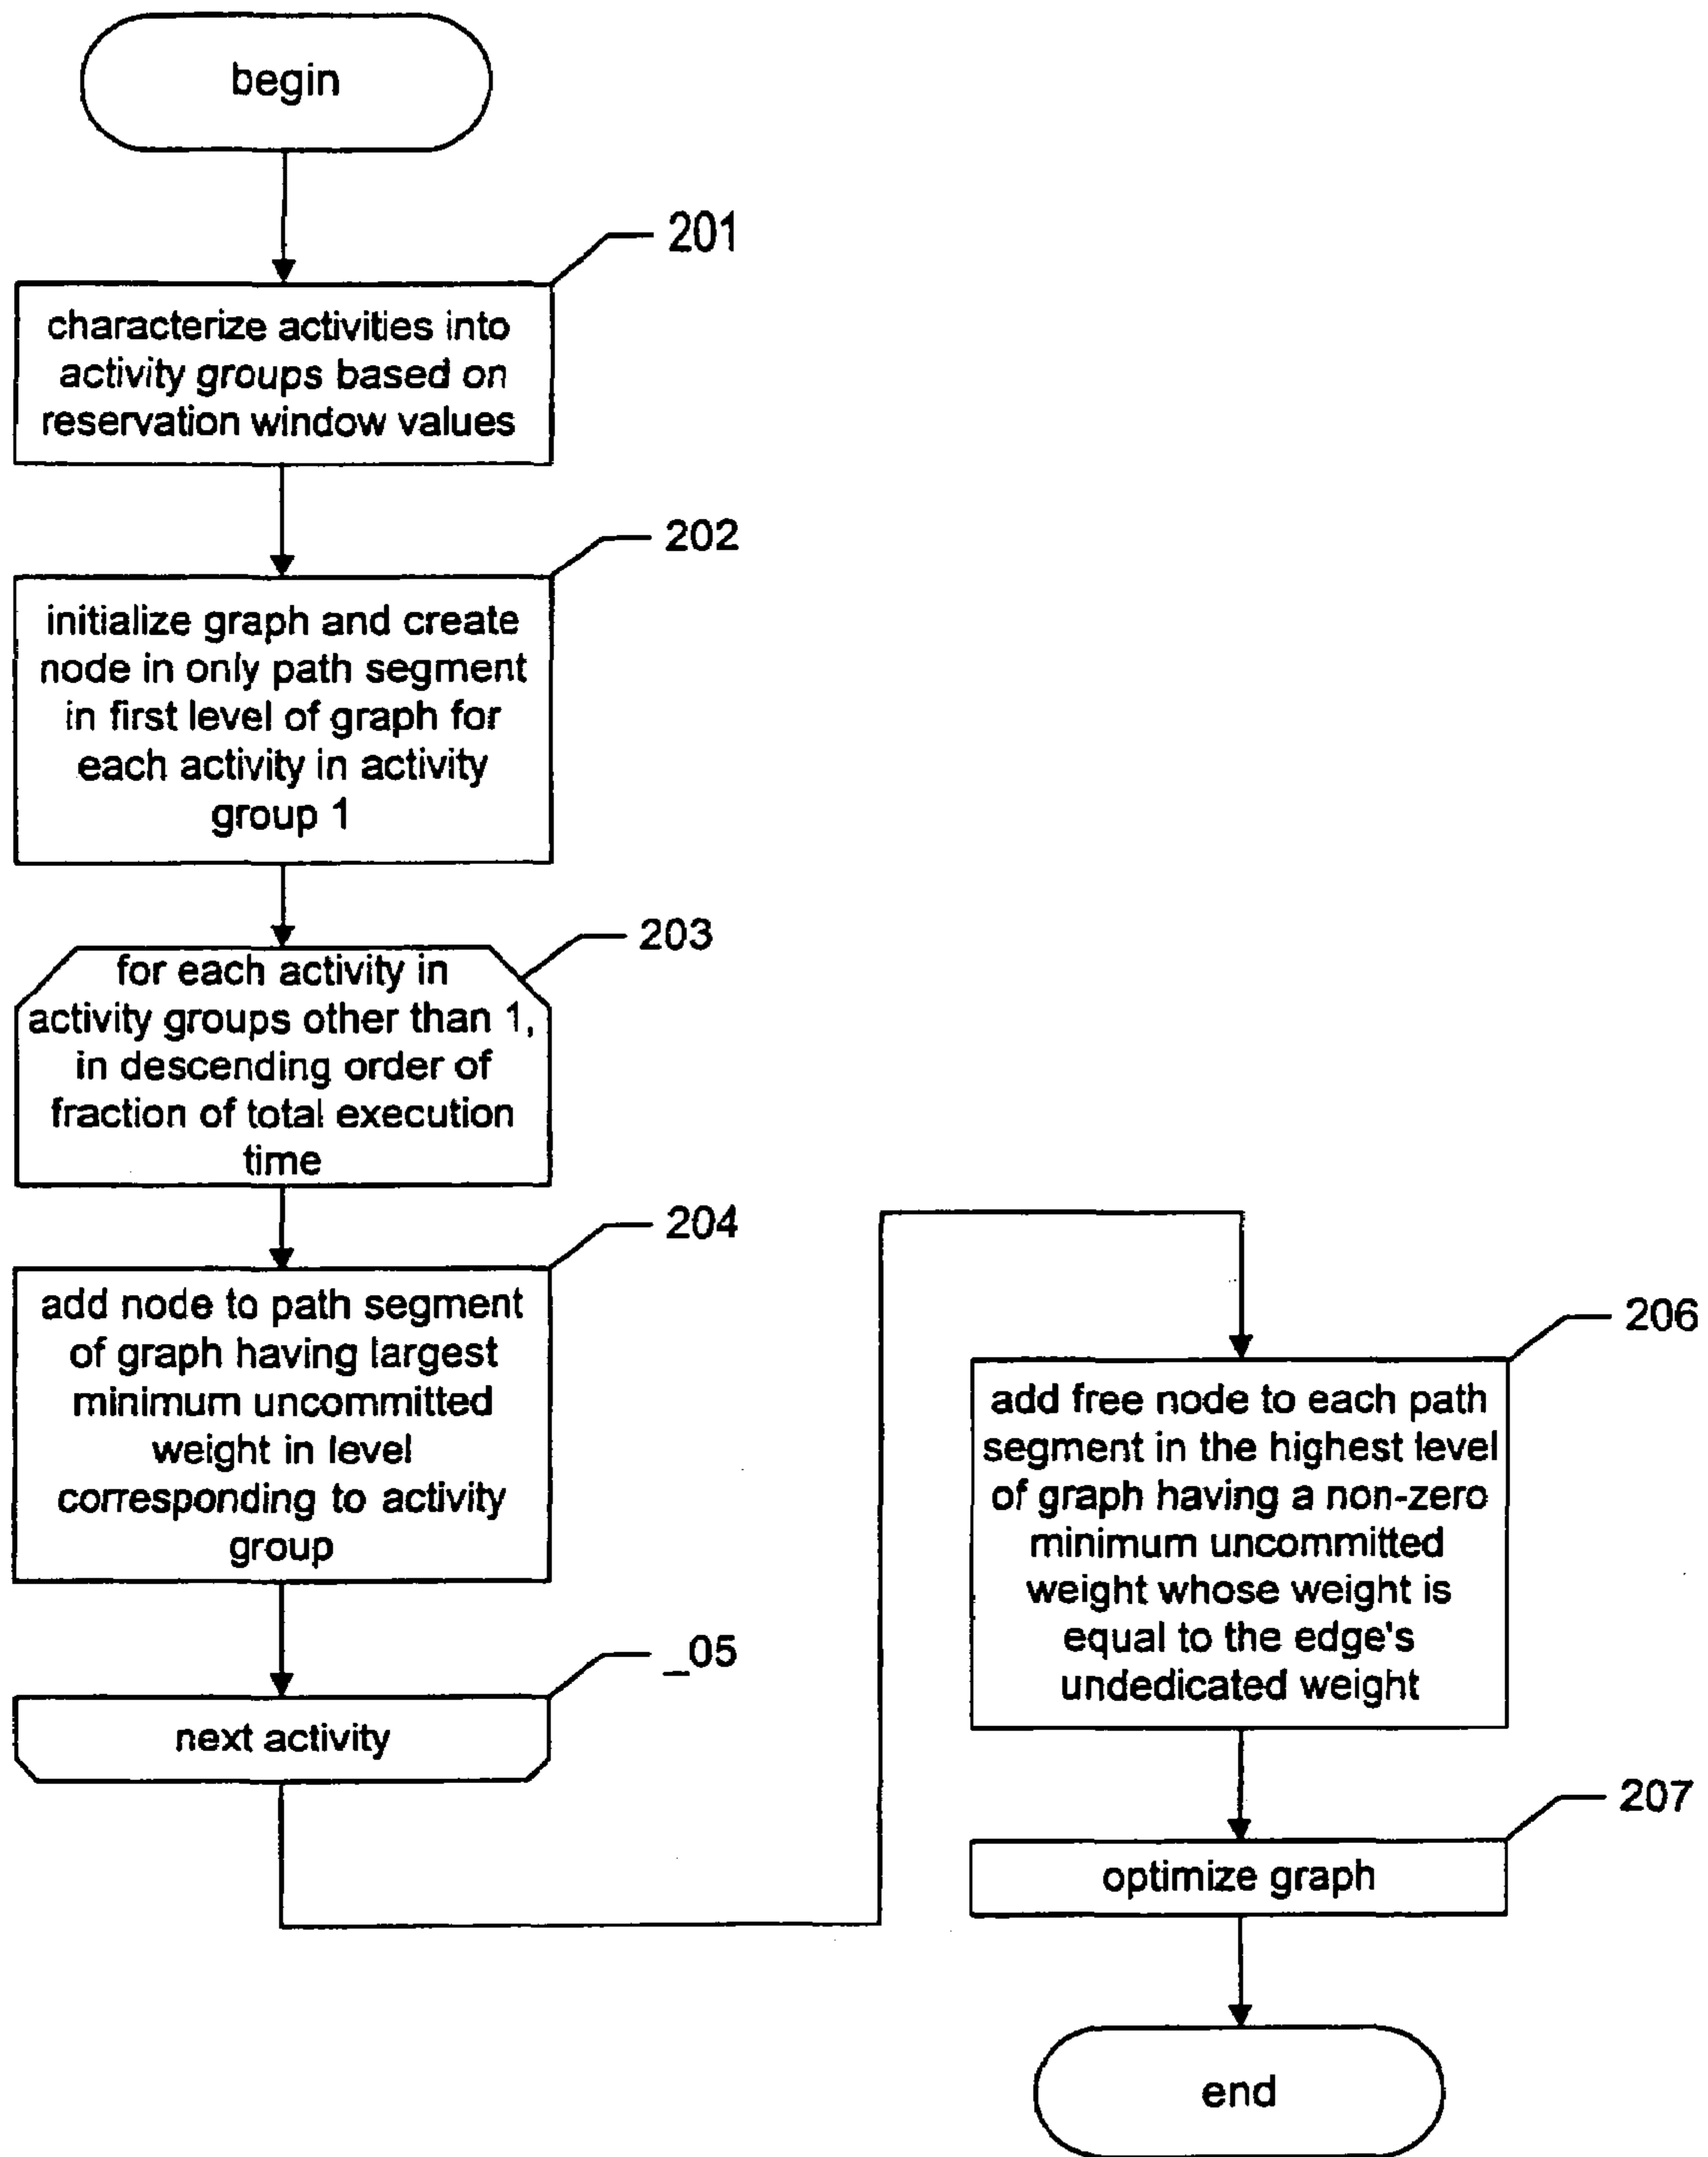 begin
201
characterize activities into
activity groups based on
reservation window values
202
initialize graph and create
node in only path segment
in first level of graph for
each activity in activity
group 1
203
for each activity in
activity groups other than 1,
in descending order of
fraction of total execution
time
204
add node to path segment
of graph having largest
minimum uncommitted
weight in level
corresponding to activity
group
_05
next activity
206
add free node to each path
segment in the highest level
of graph having a non-zero
minimum uncommitted
weight whose weight is
equal to the edge's
undedicated weight
207
optimize graph
end